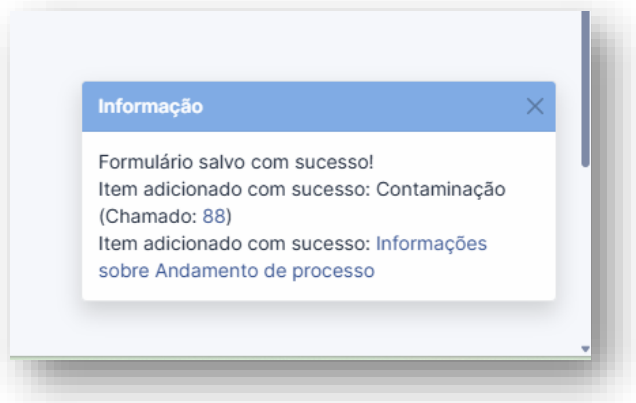 Informação
Formulário salvo com sucesso!
Item adicionado com sucesso: Contaminação
(Chamado: 88)
Item adicionado com sucesso: Informações
sobre Andamento de processo